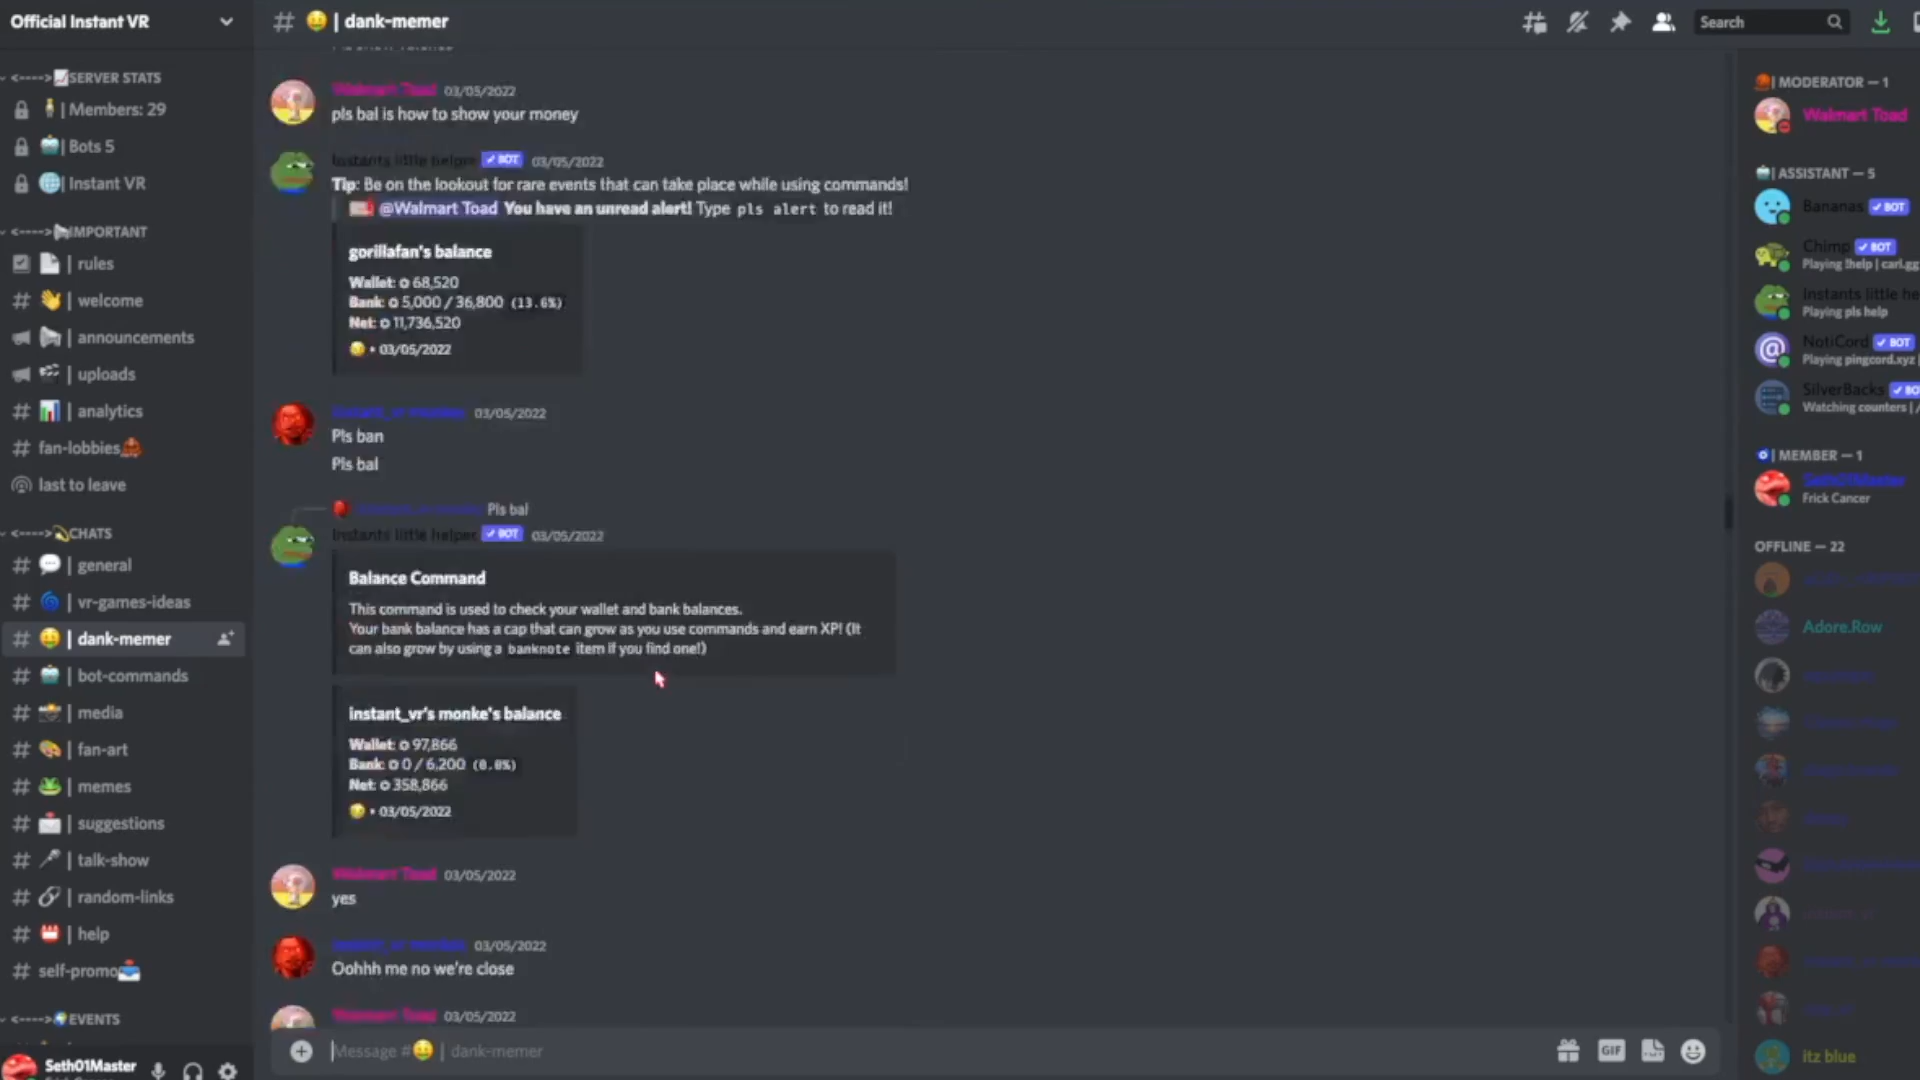 Official Instant VR
<---->📈SERVER STATS
| Members: 29
| Bots 5
| Instant VR
<---->IMPORTANT
| rules
| welcome
| announcements
| uploads
| analytics
fan-lobbies
last to leave
<---->CHATS
| general
| vr-games-ideas
| dank-memer
| bot-commands
| media
| fan-art
| memes
| suggestions
| talk-show
| random-links
| help
self-promo
<---->EVENTS
Seth01Master
| dank-memer
Walmart Toad 03/05/2022
pls bal is how to show your money
Instants little helper ✓ BOT 03/05/2022
Tip: Be on the lookout for rare events that can take place while using commands!
@Walmart Toad You have an unread alert! Type pls alert to read it!
gorillafan's balance
Wallet: 68,520
Bank: 5,000 / 36,800 (13.6%)
Net: 11,736,520
• 03/05/2022
03/05/2022
Pls ban
Pls bal
Pls bal
Instants little helper ✓ BOT 03/05/2022
Balance Command
This command is used to check your wallet and bank balances.
Your bank balance has a cap that can grow as you use commands and earn XP! (It
can also grow by using a banknote item if you find one!)
instant_vr's monke's balance
Wallet: 97,866
Bank: 0 / 6,200 (0.0%)
Net: 358,866
• 03/05/2022
Walmart Toad 03/05/2022
yes
03/05/2022
Oohhh me no we're close
Walmart Toad 03/05/2022
Message # | dank-memer
GIF
Search
| MODERATOR — 1
Walmart Toad
| ASSISTANT — 5
Bananas ✓ BOT
Chimp ✓ BOT
Playing !help | carl.gg
Instants little he
Playing pls help
NotiCord ✓ BOT
Playing pingcord.xyz |
SilverBacks ✓ BO
Watching counters | /
| MEMBER — 1
Seth01Master
Frick Cancer
OFFLINE — 22
Adore.Row
itz blue